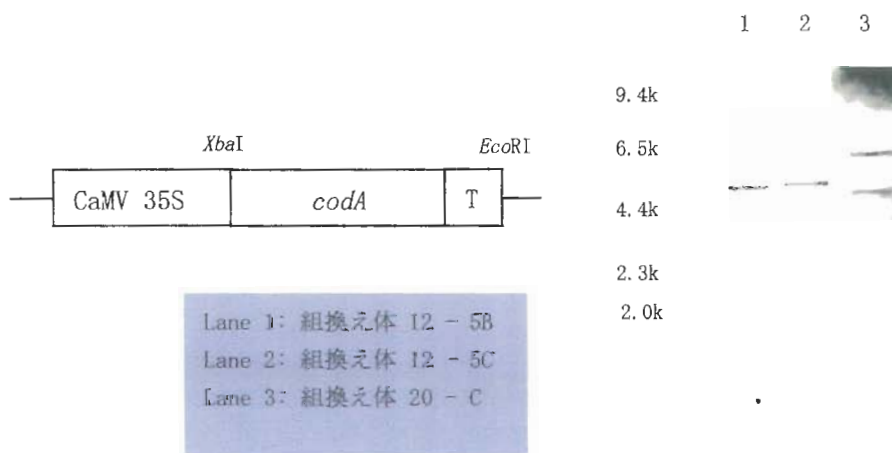 1 2 3
9.4k
6.5k
4.4k
2.3k
2.0k
XbaI EcoRI
CaMV 35S codA T
Lane 1: 組換え体 12 - 5B
Lane 2: 組換え体 12 - 5C
Lane 3: 組換え体 20 - C